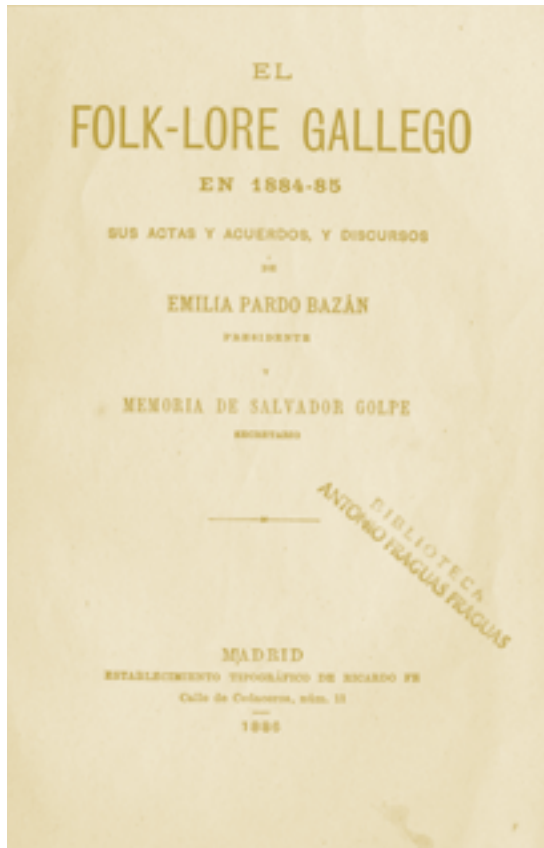 EL
FOLK-LORE GALLEGO
EN 1884-85
SUS ACTAS Y ACUERDOS, Y DISCURSOS
DE
EMILIA PARDO BAZÁN
PRESIDENTE
Y
MEMORIA DE SALVADOR GOLPE
SECRETARIO
BIBLIOTECA
ANTONIO FRAGUAS FRAGUAS
MADRID
ESTABLECIMIENTO TIPOGRÁFICO DE RICARDO FE
Calle de Cedaceros, núm. 11
1886